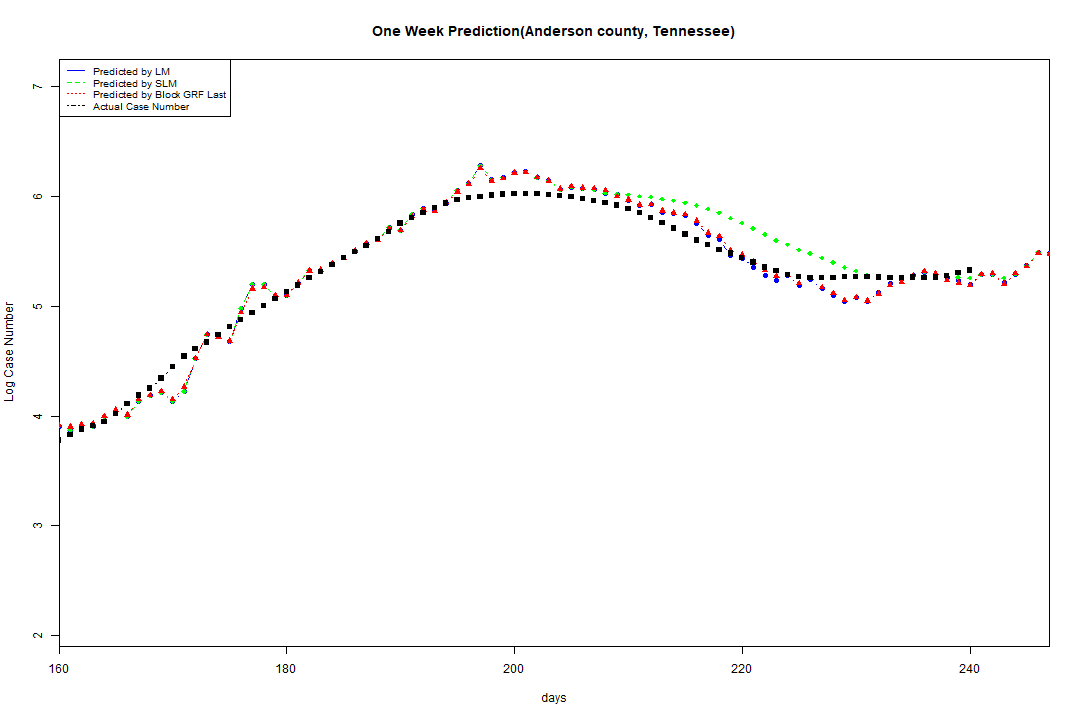 One Week Prediction(Anderson county, Tennessee)
Predicted by LM
Predicted by SLM
Predicted by Block GRF Last
Actual Case Number
7
6
5
4
3
2
Log Case Number
160 180 200 220 240
days